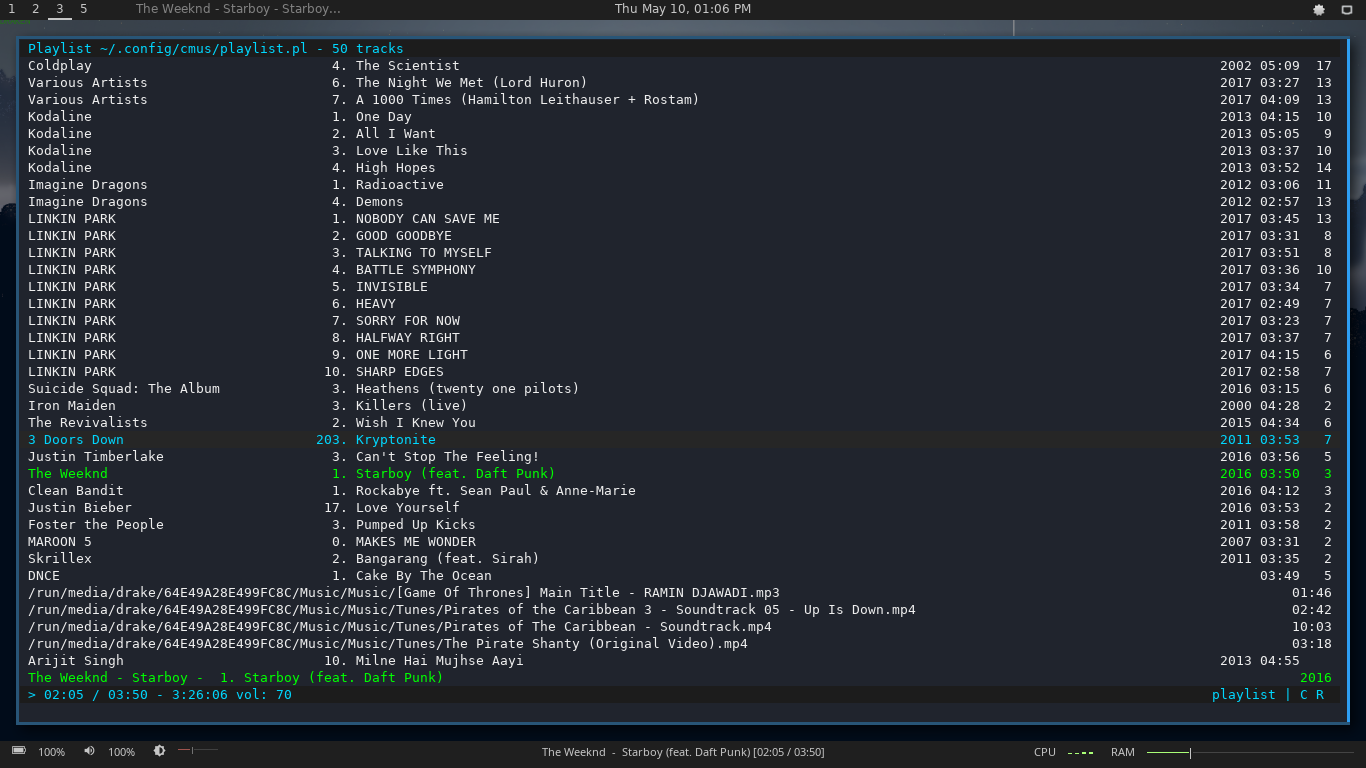 1 2 3 5 The Weeknd - Starboy - Starboy... Thu May 10, 01:06 PM
Playlist ~/.config/cmus/playlist.pl - 50 tracks
Coldplay 4. The Scientist 2002 05:09 17
Various Artists 6. The Night We Met (Lord Huron) 2017 03:27 13
Various Artists 7. A 1000 Times (Hamilton Leithauser + Rostam) 2017 04:09 13
Kodaline 1. One Day 2013 04:15 10
Kodaline 2. All I Want 2013 05:05 9
Kodaline 3. Love Like This 2013 03:37 10
Kodaline 4. High Hopes 2013 03:52 14
Imagine Dragons 1. Radioactive 2012 03:06 11
Imagine Dragons 4. Demons 2012 02:57 13
LINKIN PARK 1. NOBODY CAN SAVE ME 2017 03:45 13
LINKIN PARK 2. GOOD GOODBYE 2017 03:31 8
LINKIN PARK 3. TALKING TO MYSELF 2017 03:51 8
LINKIN PARK 4. BATTLE SYMPHONY 2017 03:36 10
LINKIN PARK 5. INVISIBLE 2017 03:34 7
LINKIN PARK 6. HEAVY 2017 02:49 7
LINKIN PARK 7. SORRY FOR NOW 2017 03:23 7
LINKIN PARK 8. HALFWAY RIGHT 2017 03:37 7
LINKIN PARK 9. ONE MORE LIGHT 2017 04:15 6
LINKIN PARK 10. SHARP EDGES 2017 02:58 7
Suicide Squad: The Album 3. Heathens (twenty one pilots) 2016 03:15 6
Iron Maiden 3. Killers (live) 2000 04:28 2
The Revivalists 2. Wish I Knew You 2015 04:34 6
3 Doors Down 203. Kryptonite 2011 03:53 7
Justin Timberlake 3. Can't Stop The Feeling! 2016 03:56 5
The Weeknd 1. Starboy (feat. Daft Punk) 2016 03:50 3
Clean Bandit 1. Rockabye ft. Sean Paul & Anne-Marie 2016 04:12 3
Justin Bieber 17. Love Yourself 2016 03:53 2
Foster the People 3. Pumped Up Kicks 2011 03:58 2
MAROON 5 0. MAKES ME WONDER 2007 03:31 2
Skrillex 2. Bangarang (feat. Sirah) 2011 03:35 2
DNCE 1. Cake By The Ocean 03:49 5
/run/media/drake/64E49A28E499FC8C/Music/Music/[Game Of Thrones] Main Title - RAMIN DJAWADI.mp3 01:46
/run/media/drake/64E49A28E499FC8C/Music/Music/Tunes/Pirates of the Caribbean 3 - Soundtrack 05 - Up Is Down.mp4 02:42
/run/media/drake/64E49A28E499FC8C/Music/Music/Tunes/Pirates of The Caribbean - Soundtrack.mp4 10:03
/run/media/drake/64E49A28E499FC8C/Music/Music/Tunes/The Pirate Shanty (Original Video).mp4 03:18
Arijit Singh 10. Milne Hai Mujhse Aayi 2013 04:55
The Weeknd - Starboy - 1. Starboy (feat. Daft Punk) 2016
> 02:05 / 03:50 - 3:26:06 vol: 70 playlist | C R
100% 100% The Weeknd - Starboy (feat. Daft Punk) [02:05 / 03:50] CPU RAM